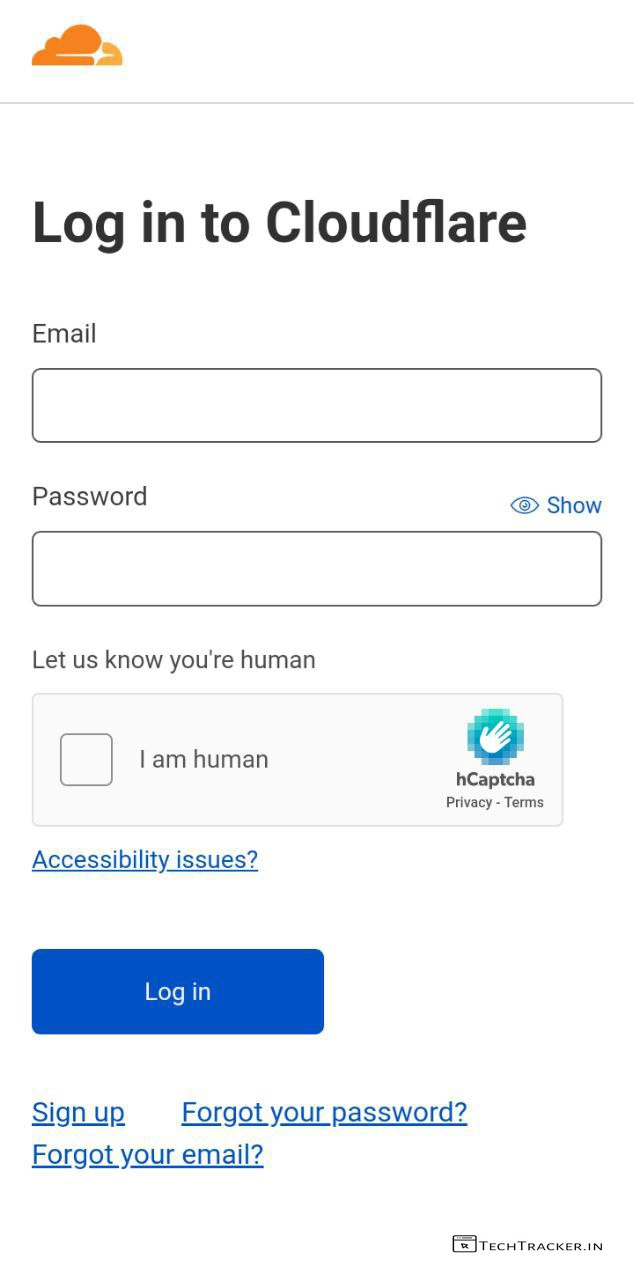 Log in to Cloudflare
Email
Password
Show
Let us know you're human
I am human
hCaptcha
Privacy - Terms
Accessibility issues?
Log in
Sign up Forgot your password?
Forgot your email?
TECHTRACKER.IN